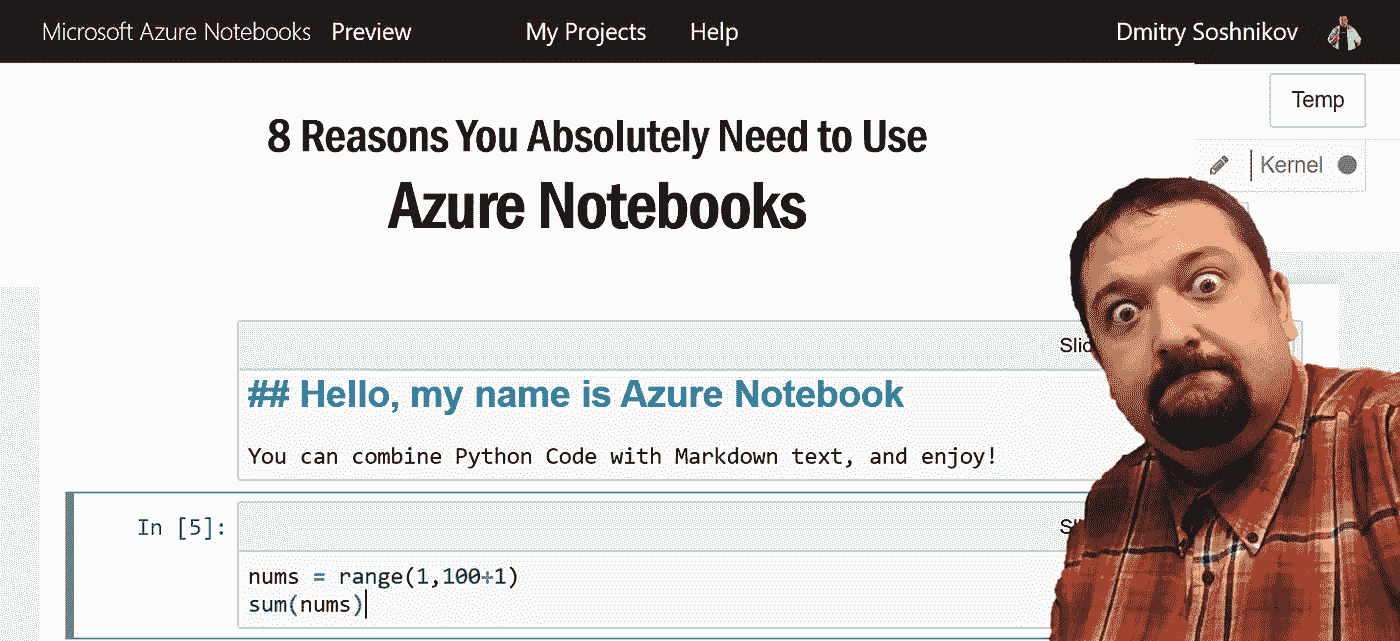 Microsoft Azure Notebooks Preview My Projects Help Dmitry Soshnikov
Temp
8 Reasons You Absolutely Need to Use
Kernel
Azure Notebooks
## Hello, my name is Azure Notebook
You can combine Python Code with Markdown text, and enjoy!
In [5]:
nums = range(1,100+1)
sum(nums)